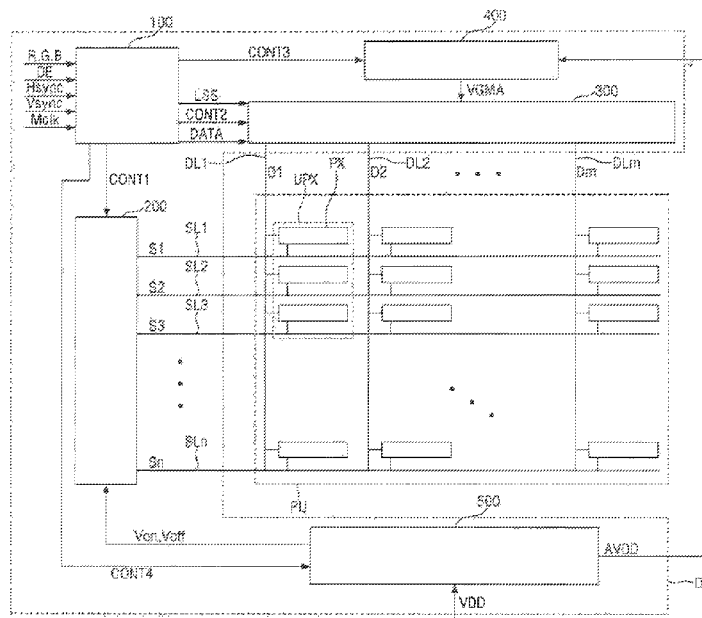 100
400
R.G.B
CONT3
DE
Hsync
Vsync
Mclk
VGMA
LSS
300
CONT2
DATA
DL1
D1
PX
DL2
D2
Dm
DLm
CONT1
UPX
200
SL1
S1
SL2
S2
SL3
S3
SLn
Sn
PU
500
Von,Voff
AVDD
CONT4
VDD
D